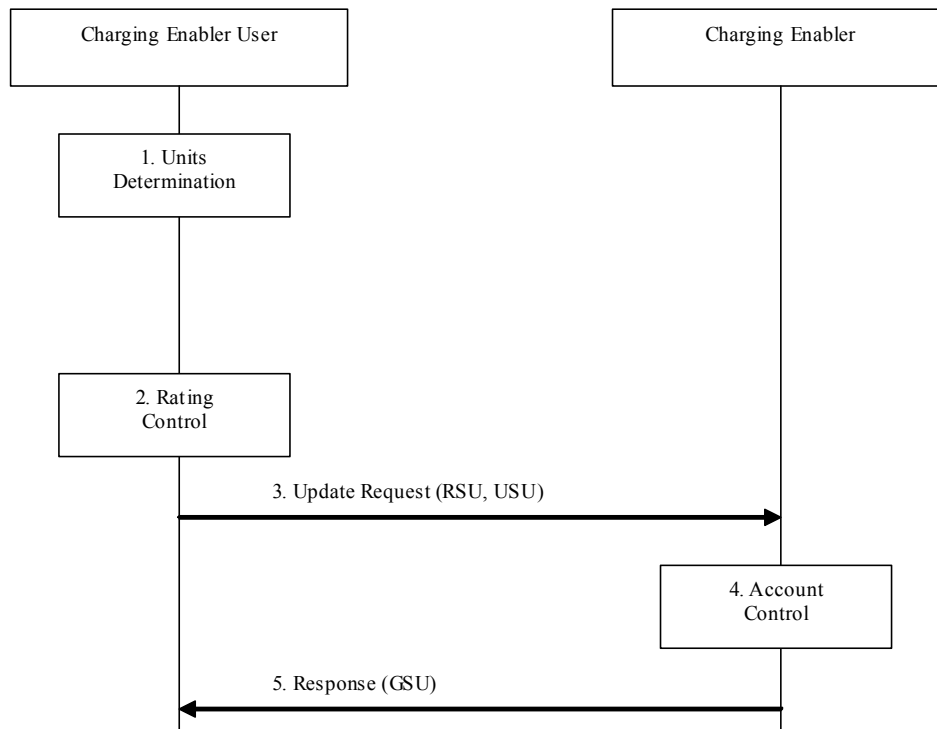 Charging Enabler User
Charging Enabler
1. Units
Determination
2. Rating
Control
3. Update Request (RSU, USU)
4. Account
Control
5. Response (GSU)